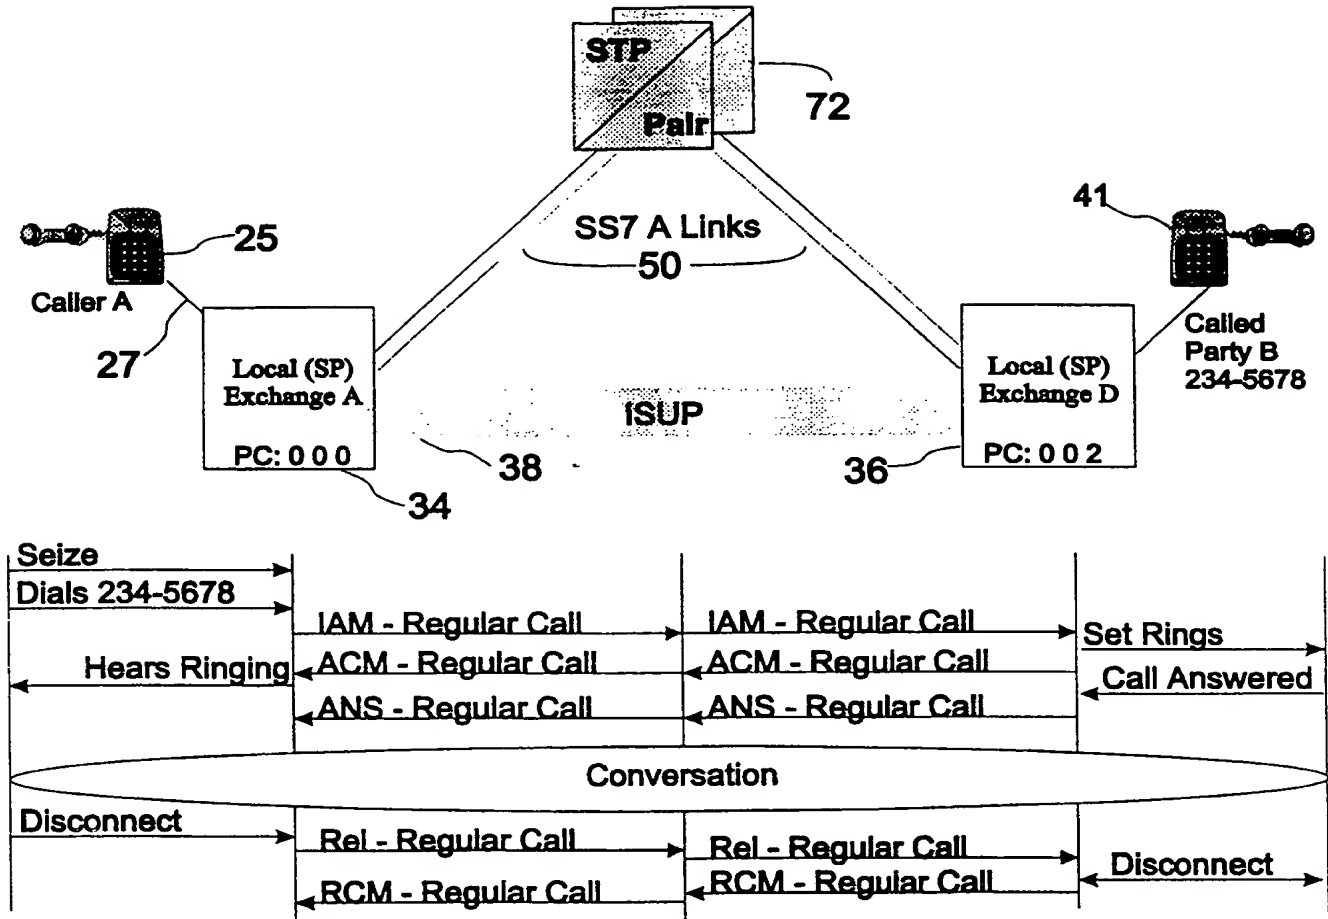 STP
Pair
72
SS7 A Links
50
25
Caller A
27
Local (SP)
Exchange A
PC: 0 0 0
34
38
ISUP
41
Called
Party B
234-5678
Local (SP)
Exchange D
PC: 0 0 2
36
Seize
Dials 234-5678
IAM - Regular Call
IAM - Regular Call
Set Rings
Hears Ringing
ACM - Regular Call
ACM - Regular Call
Call Answered
ANS - Regular Call
ANS - Regular Call
Conversation
Disconnect
Rel - Regular Call
Rel - Regular Call
Disconnect
RCM - Regular Call
RCM - Regular Call